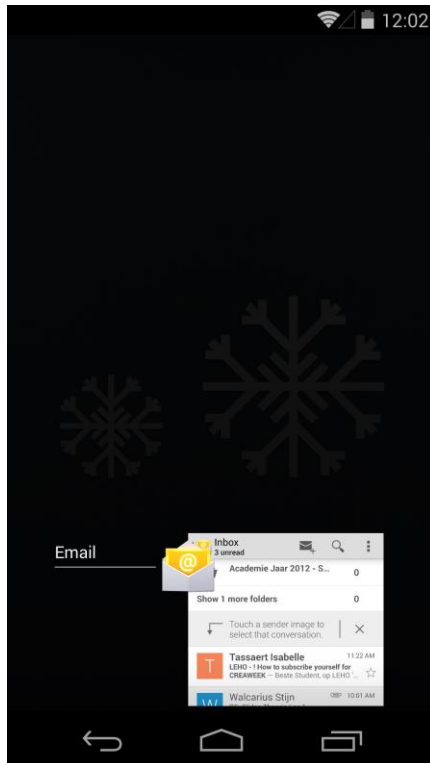 12:02
Email
Inbox
3 unread
Academie Jaar 2012 - S...
0
Show 1 more folders
0
Touch a sender image to
select that conversation.
T
Tassaert Isabelle
11:22 AM
LEHO - ! How to subscribe yourself for
CREAWEEK – Beste Student, op LEHO '...
W
Walcarius Stijn
10:01 AM